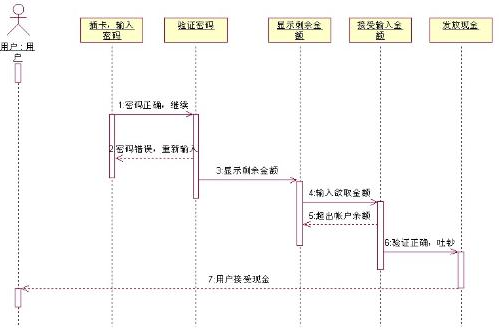 用户 : 用
户
插卡，输入
密码
验证密码
显示剩余金
额
接受输入金
额
发放现金
1:密码正确，继续
2:密码错误，重新输入
3:显示剩余金额
4:输入欲取金额
5:超出帐户余额
6:验证正确，吐钞
7:用户接受现金